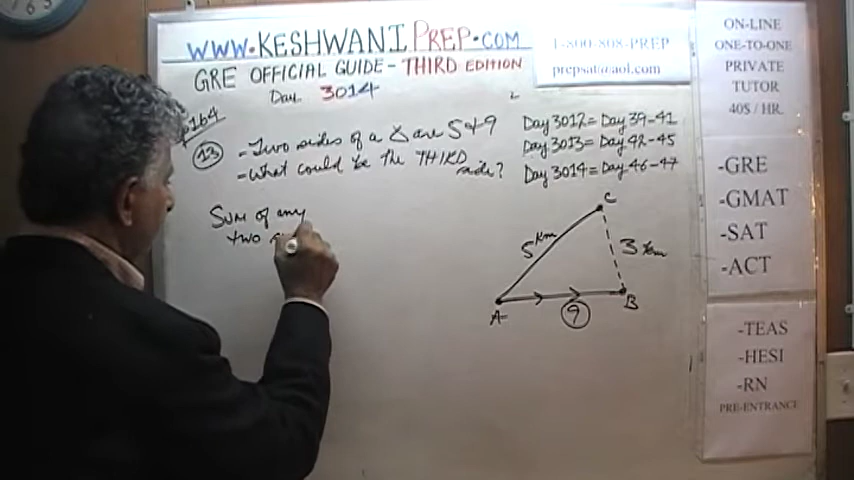 WWW.KESHWANIPREP.COM
GRE OFFICIAL GUIDE - THIRD EDITION
Day 3014
1-800-808-PREP
prepsat@aol.com
p164
13 - Two sides of a Δ are 5 & 9
- What could be the THIRD side?
Day 3012 = Day 39-41
Day 3013 = Day 42-45
Day 3014 = Day 46-47
Sum of any
two
C
5 km
3 km
A
B
9
ON-LINE
ONE-TO-ONE
PRIVATE
TUTOR
40$ / HR.
-GRE
-GMAT
-SAT
-ACT
-TEAS
-HESI
-RN
PRE-ENTRANCE